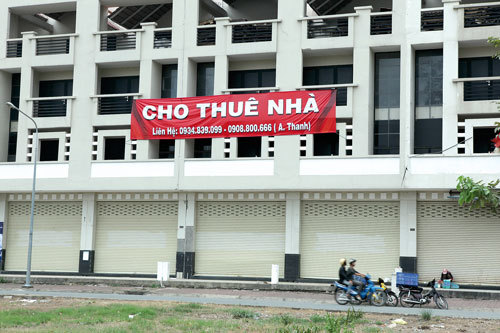 CHO THUÊ NHÀ
Liên Hệ: 0934.839.099 - 0908.800.666 ( A. Thanh)